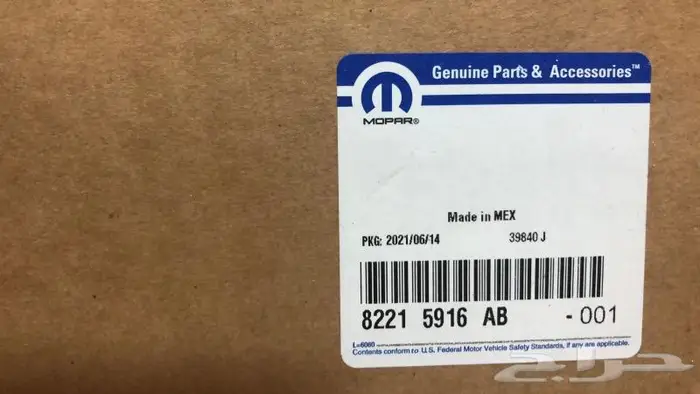 Genuine Parts & Accessories™
MOPAR®
Made in MEX
PKG: 2021/06/14 39840 J
8221 5916 AB - 001
L-6060
Contents conform to U.S. Federal Motor Vehicle Safety Standards, if any are applicable.
حراج